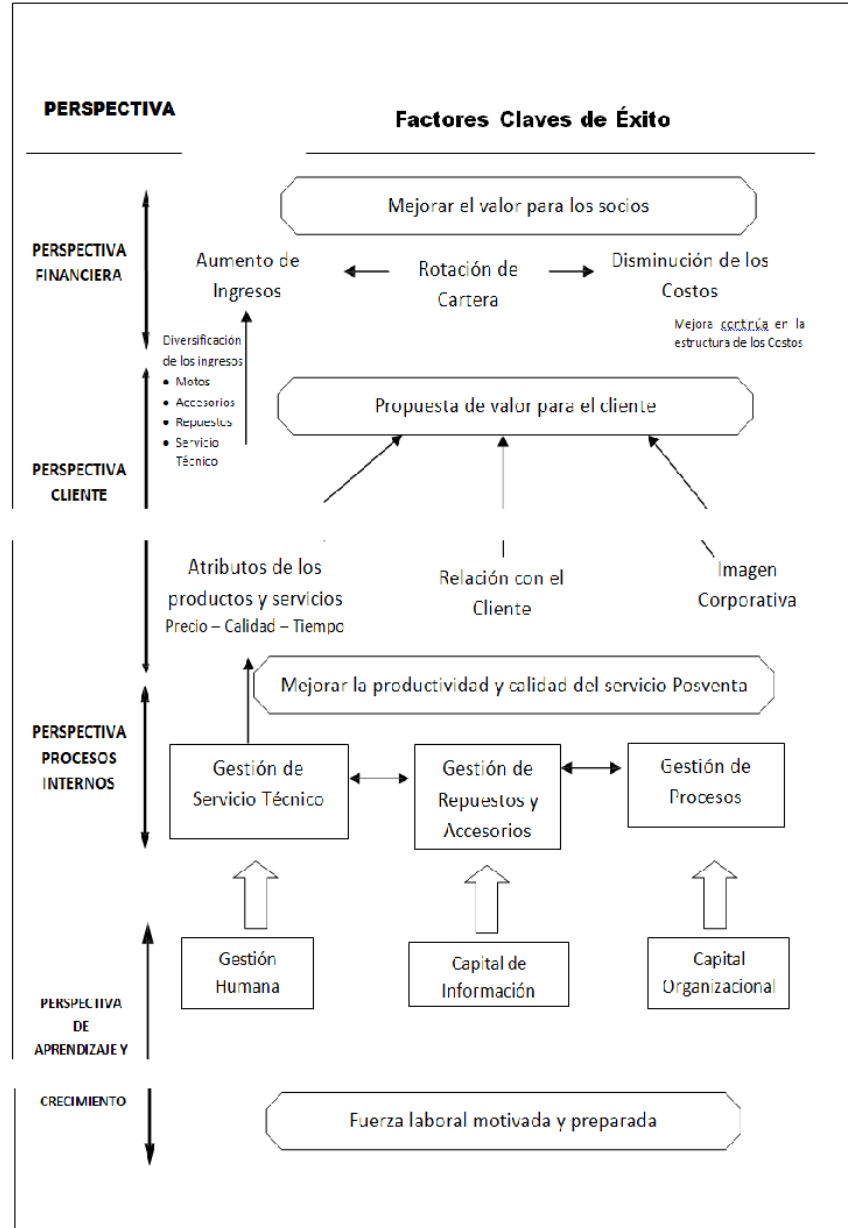 PERSPECTIVA
Factores Claves de Éxito
Mejorar el valor para los socios
PERSPECTIVA
FINANCIERA
Aumento de
Ingresos
Rotación de
Cartera
Disminución de los
Costos
Mejora continúa en la
estructura de los Costos
Diversificación
de los ingresos
• Motos
• Accesorios
• Repuestos
• Servicio
Técnico
Propuesta de valor para el cliente
PERSPECTIVA
CLIENTE
Atributos de los
productos y servicios
Precio – Calidad – Tiempo
Relación con el
Cliente
Imagen
Corporativa
Mejorar la productividad y calidad del servicio Posventa
PERSPECTIVA
PROCESOS
INTERNOS
Gestión de
Servicio Técnico
Gestión de
Repuestos y
Accesorios
Gestión de
Procesos
Gestión
Humana
Capital de
Información
Capital
Organizacional
PERSPECTIVA
DE
APRENDIZAJE Y
CRECIMIENTO
Fuerza laboral motivada y preparada